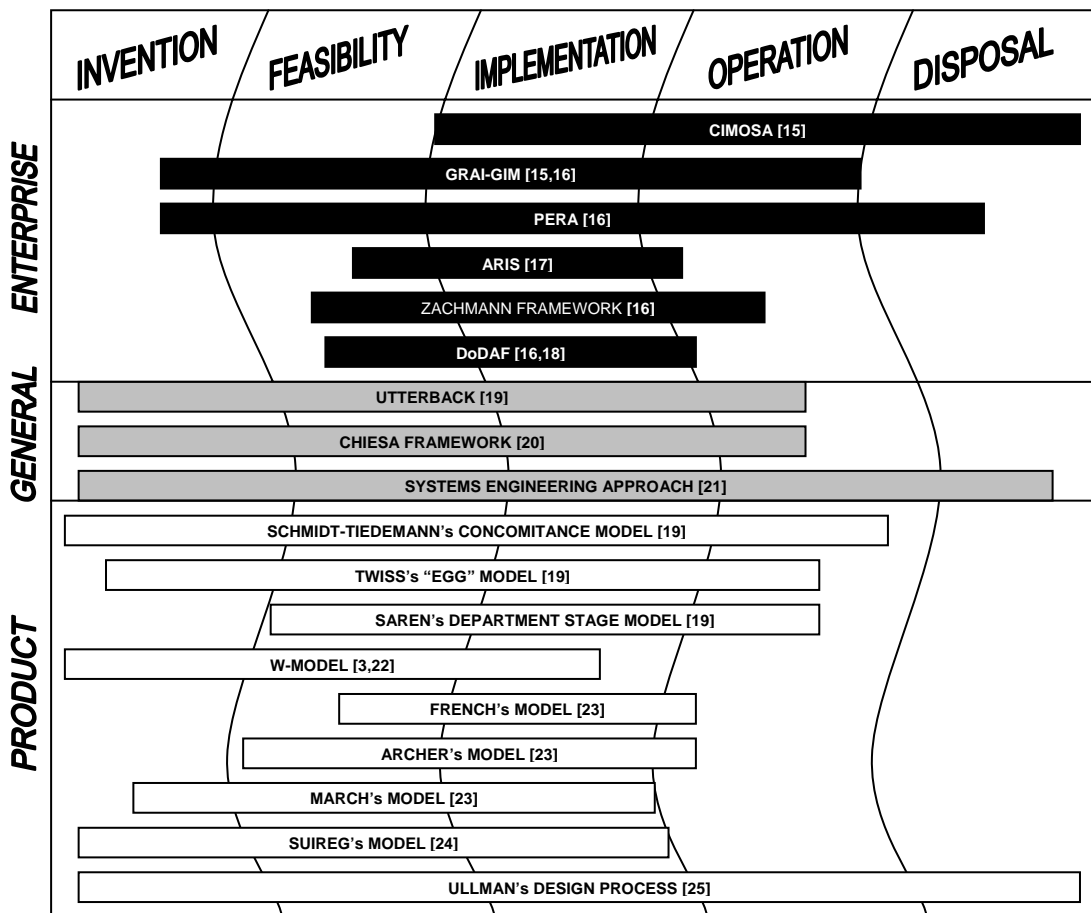 INVENTION
FEASIBILITY
IMPLEMENTATION
OPERATION
DISPOSAL
ENTERPRISE
CIMOSA [15]
GRAI-GIM [15,16]
PERA [16]
ARIS [17]
ZACHMANN FRAMEWORK [16]
DoDAF [16,18]
GENERAL
UTTERBACK [19]
CHIESA FRAMEWORK [20]
SYSTEMS ENGINEERING APPROACH [21]
PRODUCT
SCHMIDT-TIEDEMANN's CONCOMITANCE MODEL [19]
TWISS's “EGG” MODEL [19]
SAREN's DEPARTMENT STAGE MODEL [19]
W-MODEL [3,22]
FRENCH's MODEL [23]
ARCHER's MODEL [23]
MARCH's MODEL [23]
SUIREG's MODEL [24]
ULLMAN's DESIGN PROCESS [25]